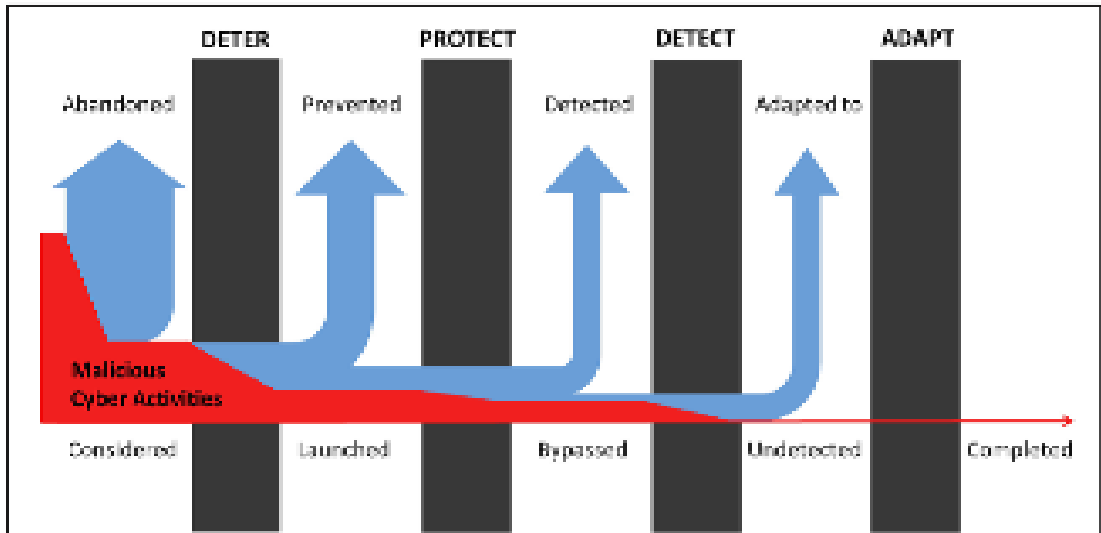 DETER PROTECT DETECT ADAPT
Abandoned Prevented Detected Adapted to
Malicious
Cyber Activities
Considered Launched Bypassed Undetected Completed